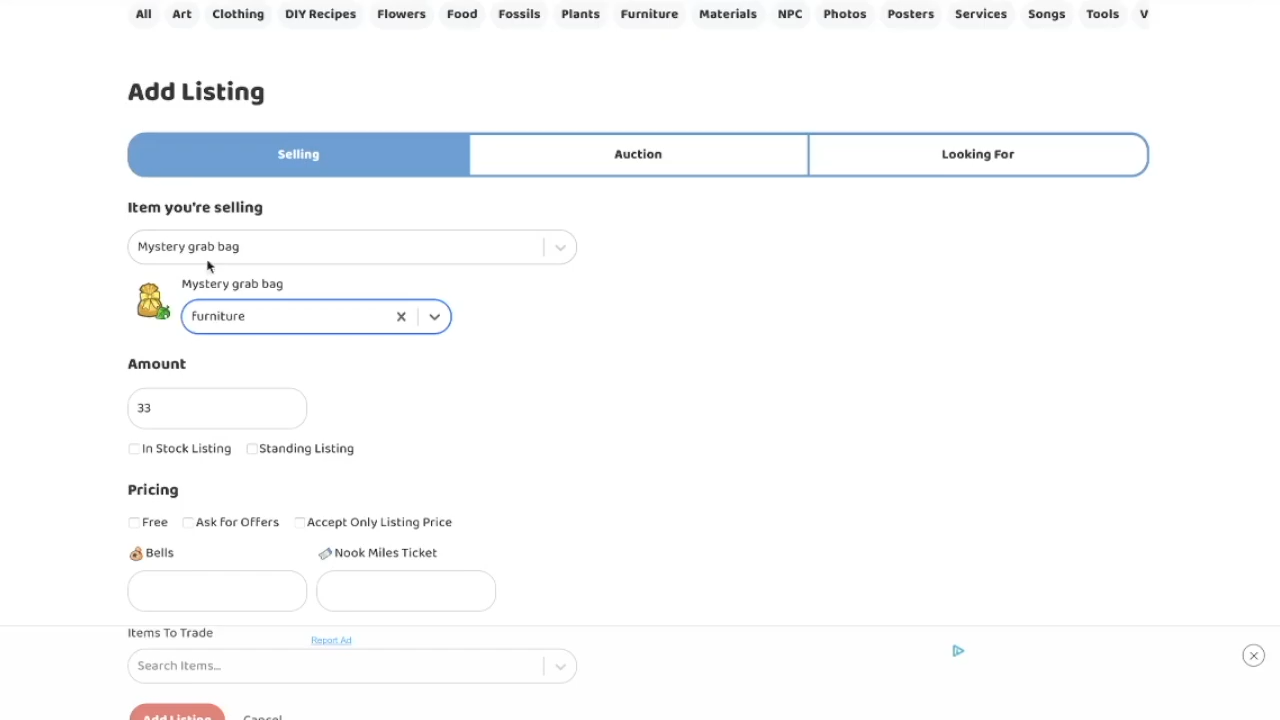 All Art Clothing DIY Recipes Flowers Food Fossils Plants Furniture Materials NPC Photos Posters Services Songs Tools V
Add Listing
Selling Auction Looking For
Item you're selling
Mystery grab bag
Mystery grab bag
furniture
Amount
33
In Stock Listing Standing Listing
Pricing
Free Ask for Offers Accept Only Listing Price
Bells Nook Miles Ticket
Items To Trade
Report Ad
Search Items...
Add Listing Cancel